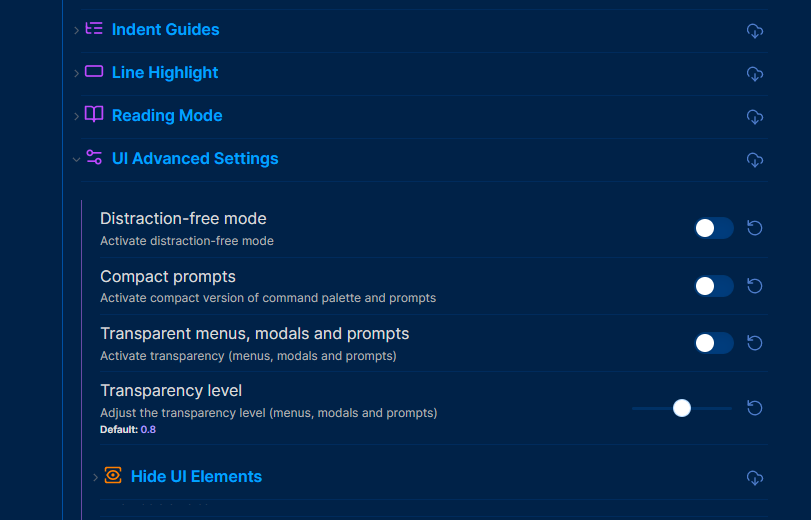 Indent Guides
Line Highlight
Reading Mode
UI Advanced Settings
Distraction-free mode
Activate distraction-free mode
Compact prompts
Activate compact version of command palette and prompts
Transparent menus, modals and prompts
Activate transparency (menus, modals and prompts)
Transparency level
Adjust the transparency level (menus, modals and prompts)
Default: 0.8
Hide UI Elements